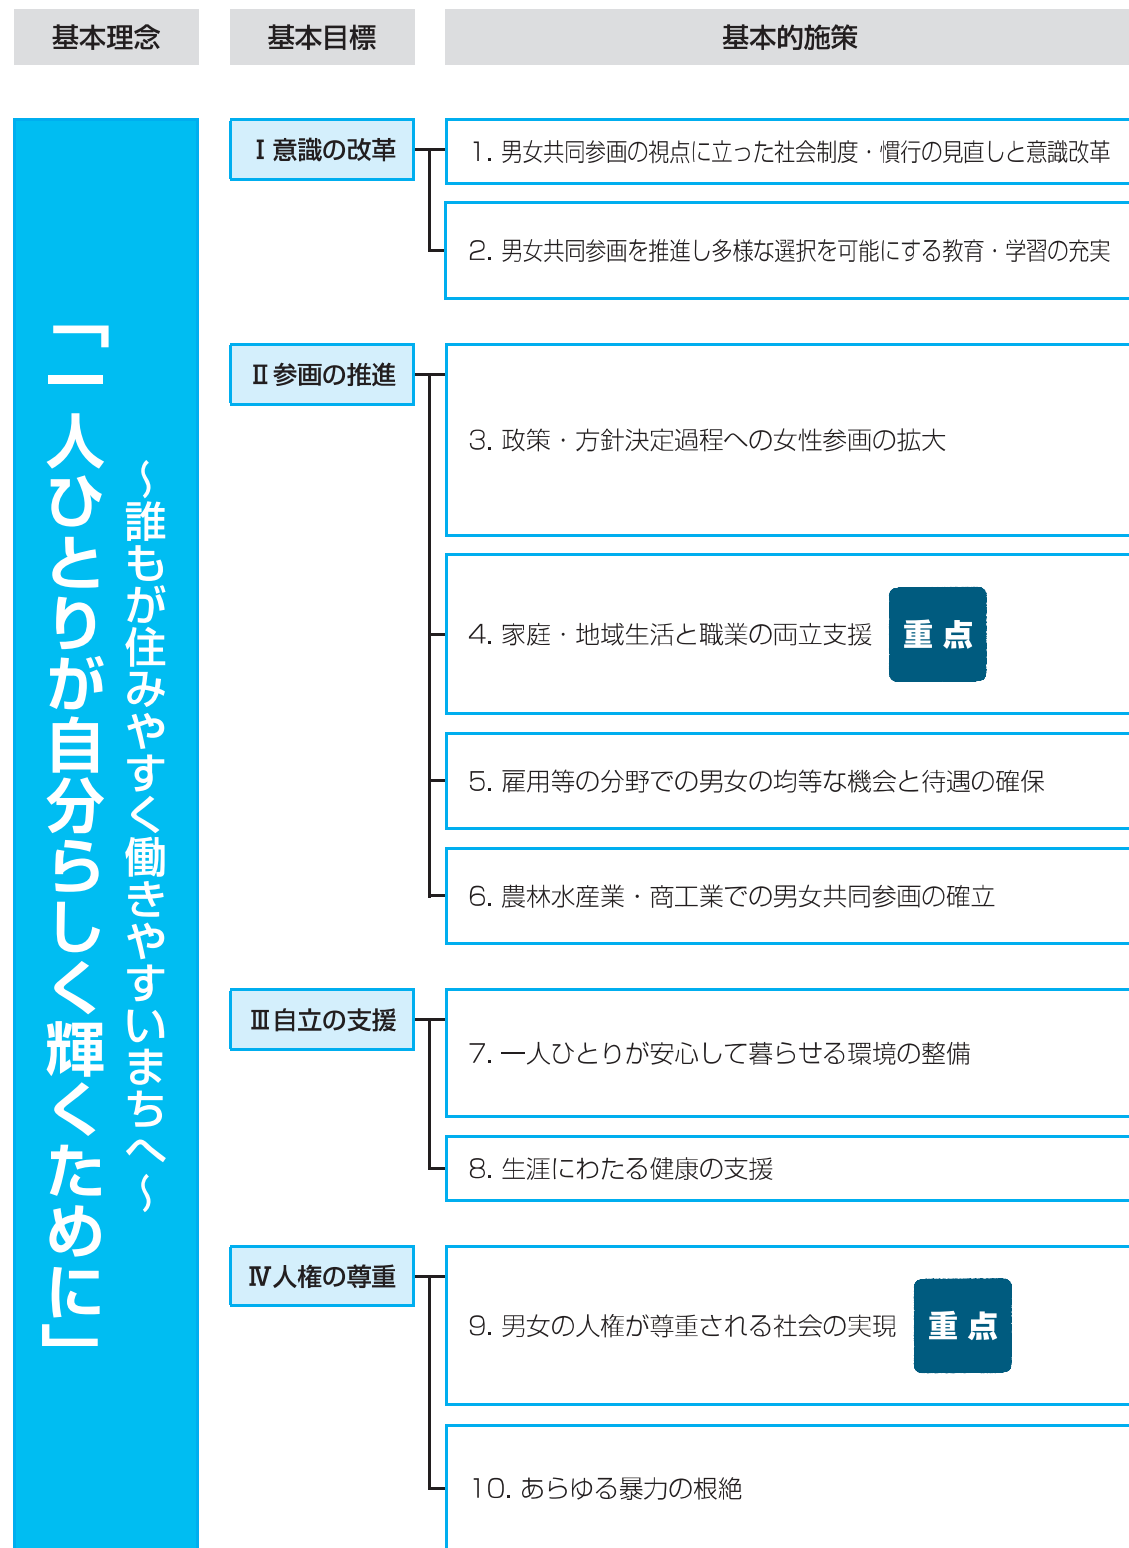 基本理念
基本目標
基本的施策
「一人ひとりが自分らしく輝くために」
～誰もが住みやすく働きやすいまちへ～
Ⅰ 意識の改革
1. 男女共同参画の視点に立った社会制度・慣行の見直しと意識改革
2. 男女共同参画を推進し多様な選択を可能にする教育・学習の充実
Ⅱ 参画の推進
3. 政策・方針決定過程への女性参画の拡大
4. 家庭・地域生活と職業の両立支援 重点
5. 雇用等の分野での男女の均等な機会と待遇の確保
6. 農林水産業・商工業での男女共同参画の確立
Ⅲ 自立の支援
7. 一人ひとりが安心して暮らせる環境の整備
8. 生涯にわたる健康の支援
Ⅳ 人権の尊重
9. 男女の人権が尊重される社会の実現 重点
10. あらゆる暴力の根絶